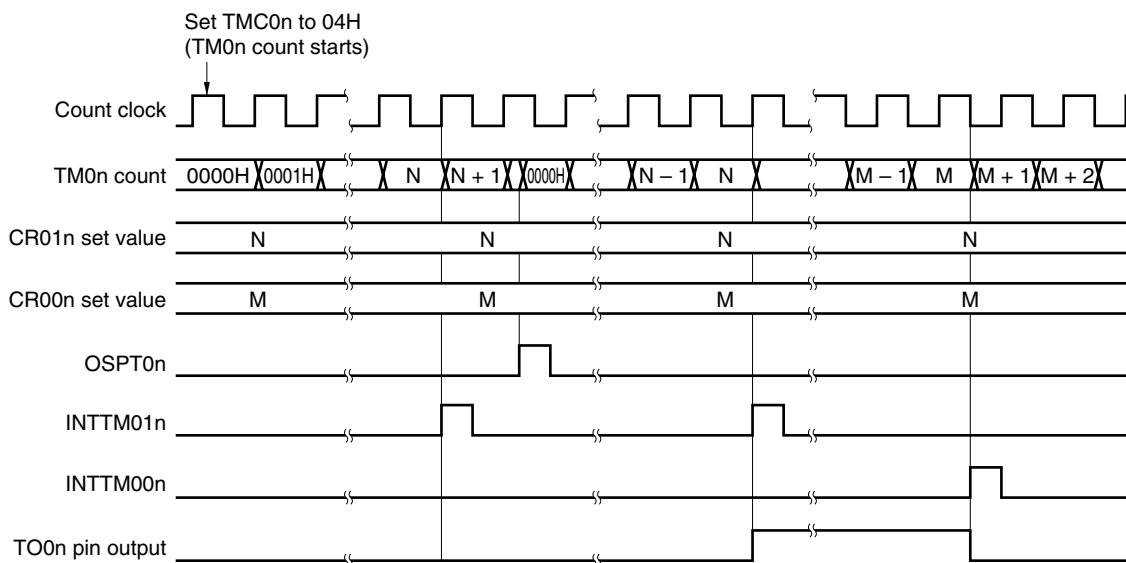 Set TMC0n to 04H
(TM0n count starts)
Count clock
TM0n count 0000H 0001H N N + 1 0000H N – 1 N M – 1 M M + 1 M + 2
CR01n set value N N N N
CR00n set value M M M M
OSPT0n
INTTM01n
INTTM00n
TO0n pin output